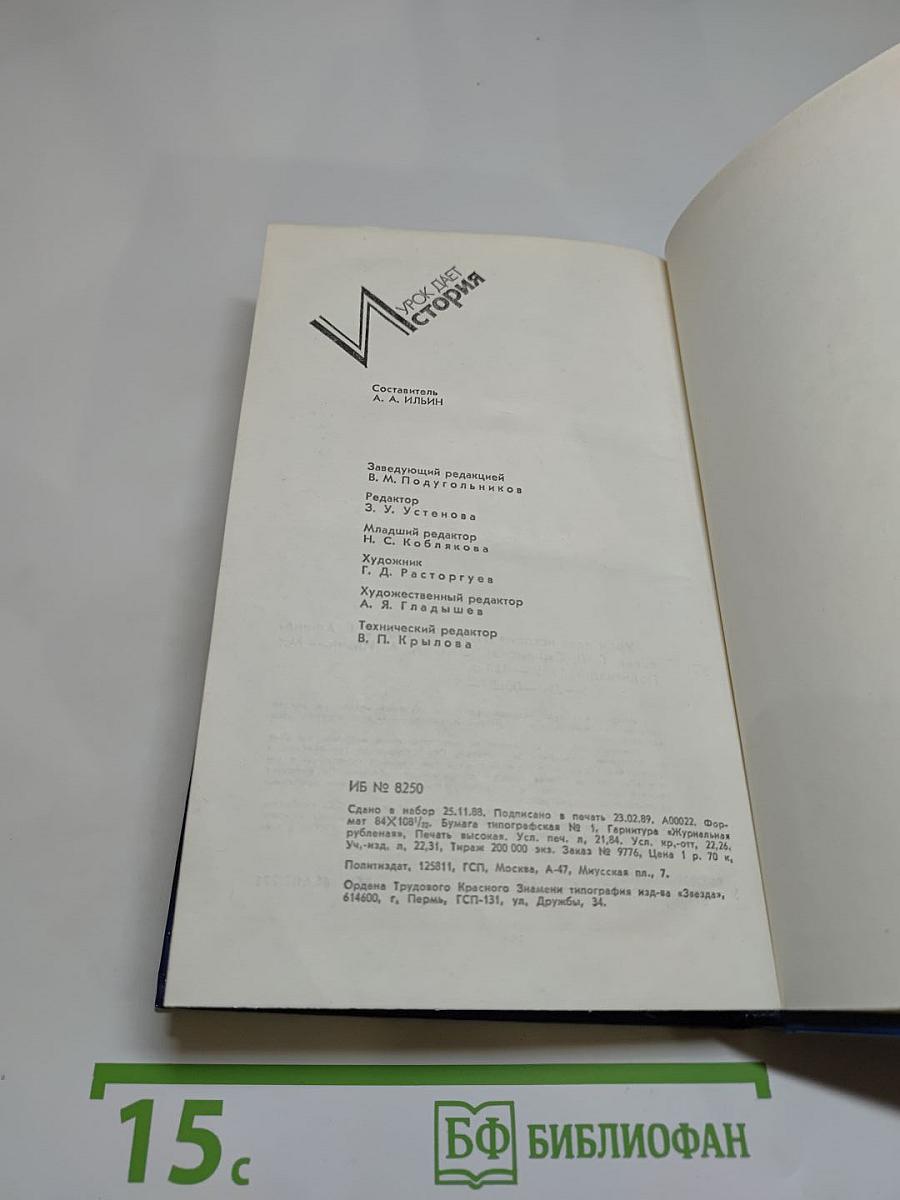 УРОК ДАЕТ
История
Составитель
А. А. ИЛЬИН
Заведующий редакцией
В. М. Подугольников
Редактор
З. У. Устенова
Младший редактор
Н. С. Коблякова
Художник
Г. Д. Расторгуев
Художественный редактор
А. Я. Гладышев
Технический редактор
В. П. Крылова
ИБ № 8250
Сдано в набор 25.11.88. Подписано в печать 23.02.89. А00022. Фор-
мат 84×108¹/₃₂. Бумага типографская № 1. Гарнитура «Журнальная
рубленая». Печать высокая. Усл. печ. л. 21,84. Усл. кр.-отт. 22,26.
Уч.-изд. л. 22,31. Тираж 200 000 экз. Заказ № 9776. Цена 1 р. 70 к.
Политиздат, 125811, ГСП, Москва, А-47, Миусская пл., 7.
Ордена Трудового Красного Знамени типография изд-ва «Звезда»,
614600, г. Пермь, ГСП-131, ул. Дружбы, 34.
15 с
БФ БИБЛИОФАН